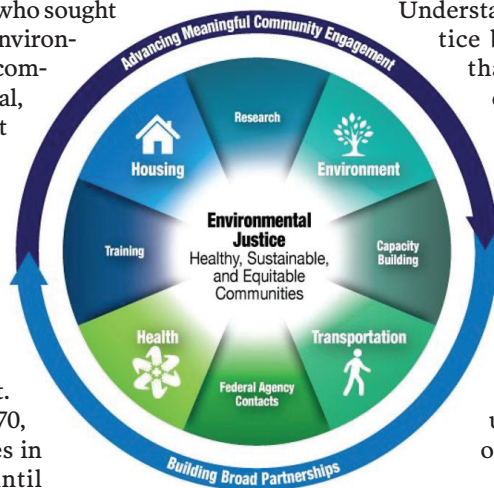 who sought
environ-
com-
al,
t
t.
70,
es in
until
Understa
tice b
tha
u
o
Advancing Meaningful Community Engagement
Research
Housing
Environment
Training
Environmental
Justice
Healthy, Sustainable,
and Equitable
Communities
Capacity
Building
Health
Transportation
Federal Agency
Contacts
Building Broad Partnerships